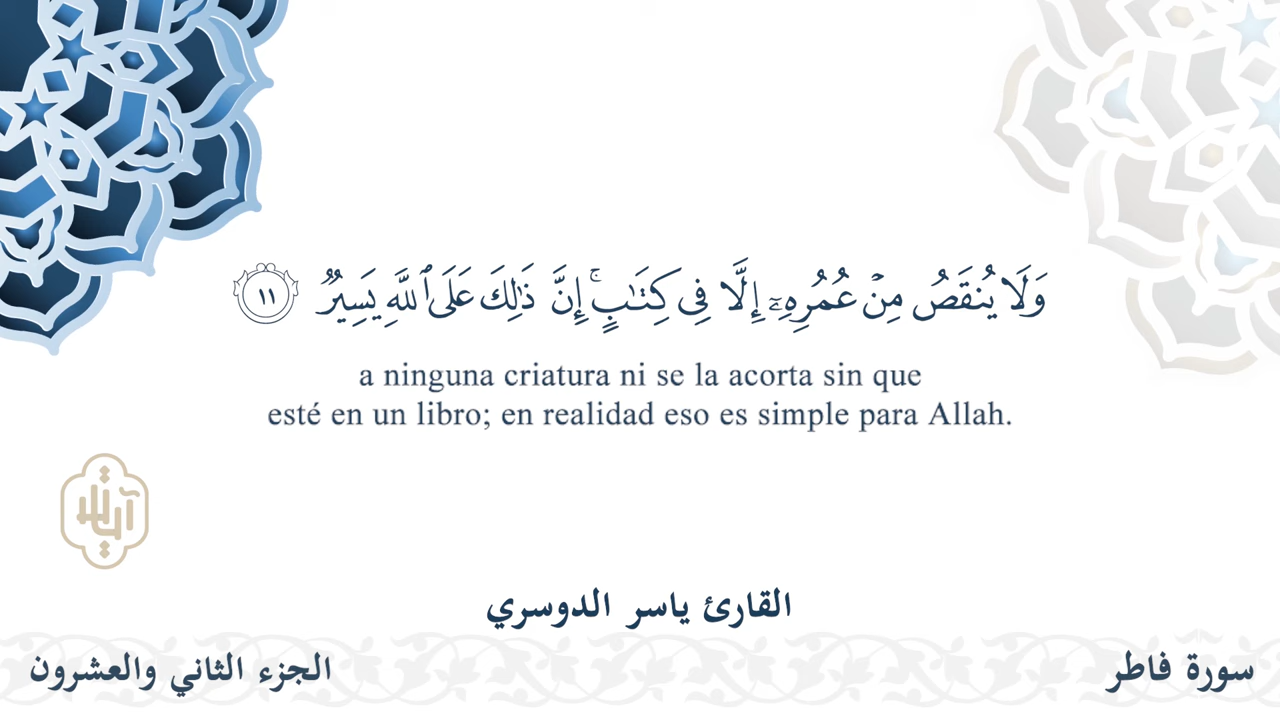 وَلَا يُنقَصُ مِنْ عُمُرِهِۦٓ إِلَّا فِى كِتَٰبٍ ۚ إِنَّ ذَٰلِكَ عَلَى ٱللَّهِ يَسِيرٌ ١١
a ninguna criatura ni se la acorta sin que
esté en un libro; en realidad eso es simple para Allah.
القارئ ياسر الدوسري
سورة فاطر
الجزء الثاني والعشرون